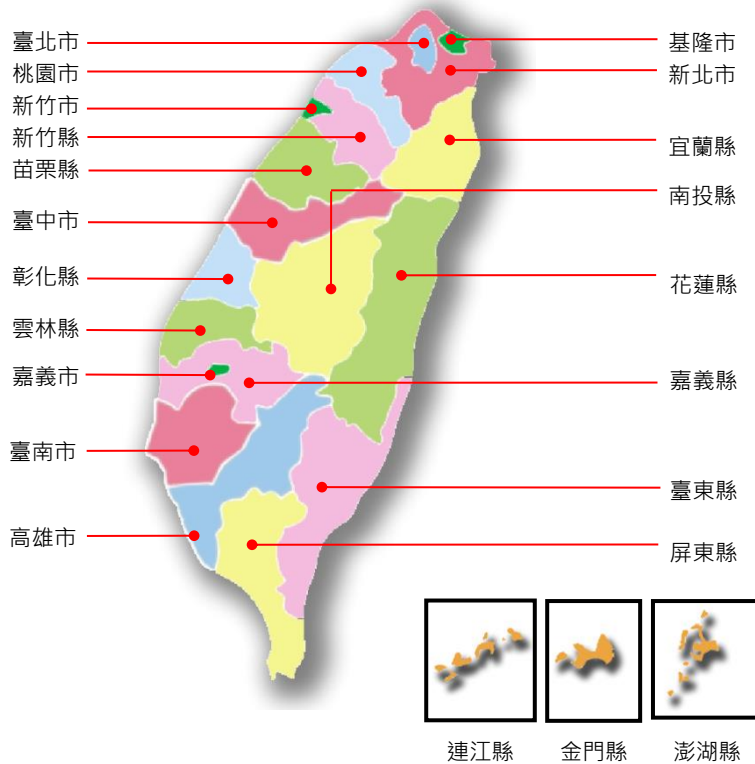 臺北市
桃園市
新竹市
新竹縣
苗栗縣
臺中市
彰化縣
雲林縣
嘉義市
臺南市
高雄市
基隆市
新北市
宜蘭縣
南投縣
花蓮縣
嘉義縣
臺東縣
屏東縣
連江縣
金門縣
澎湖縣